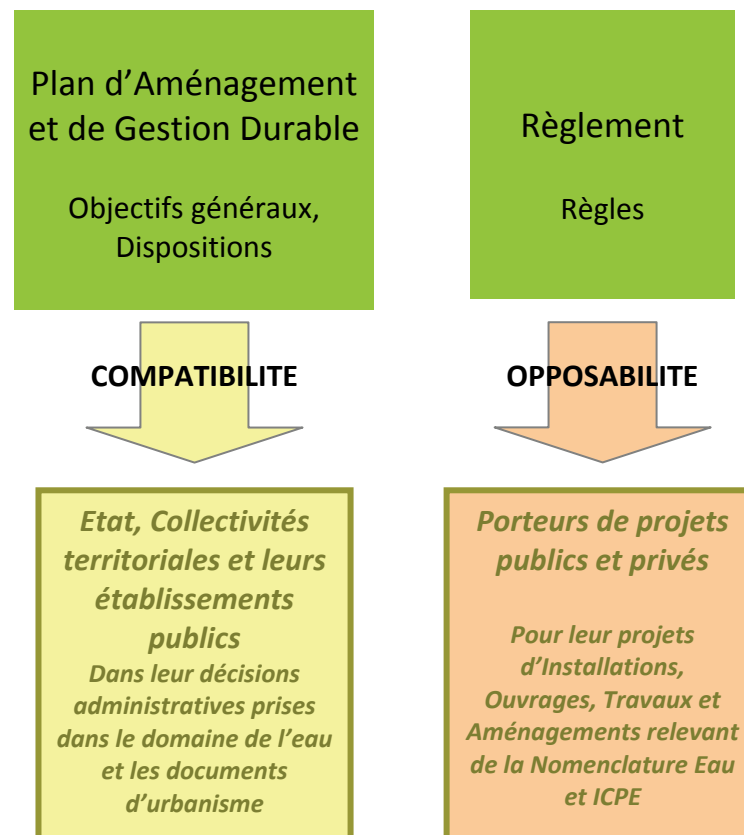 Plan d’Aménagement
et de Gestion Durable
Objectifs généraux,
Dispositions
COMPATIBILITE
Etat, Collectivités
territoriales et leurs
établissements
publics
Dans leur décisions
administratives prises
dans le domaine de l’eau
et les documents
d’urbanisme
Règlement
Règles
OPPOSABILITE
Porteurs de projets
publics et privés
Pour leur projets
d’Installations,
Ouvrages, Travaux et
Aménagements relevant
de la Nomenclature Eau
et ICPE